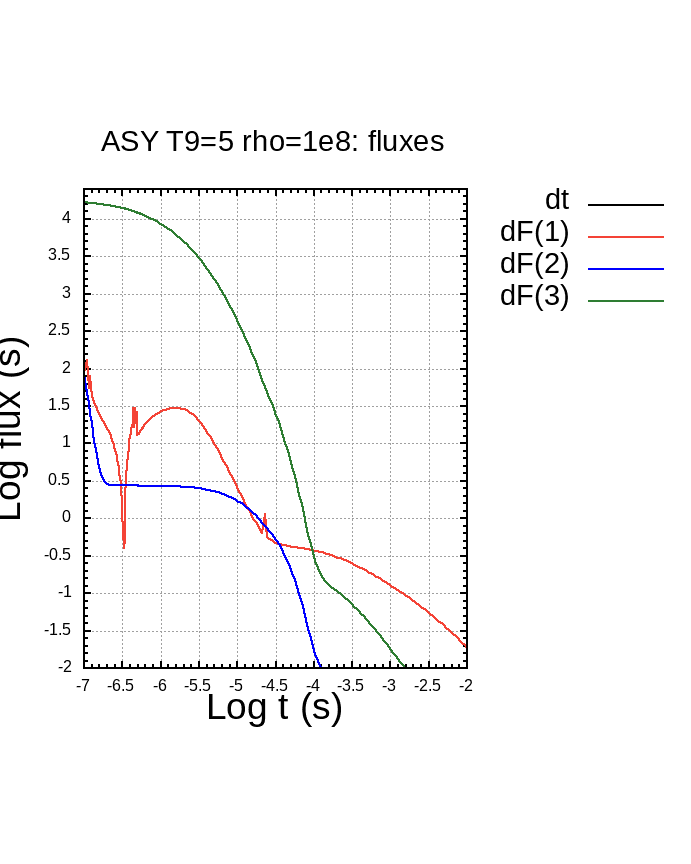 ASY T9=5 rho=1e8: fluxes
dt
dF(1)
dF(2)
dF(3)
Log flux (s)
4
3.5
3
2.5
2
1.5
1
0.5
0
-0.5
-1
-1.5
-2
-7 -6.5 -6 -5.5 -5 -4.5 -4 -3.5 -3 -2.5 -2
Log t (s)